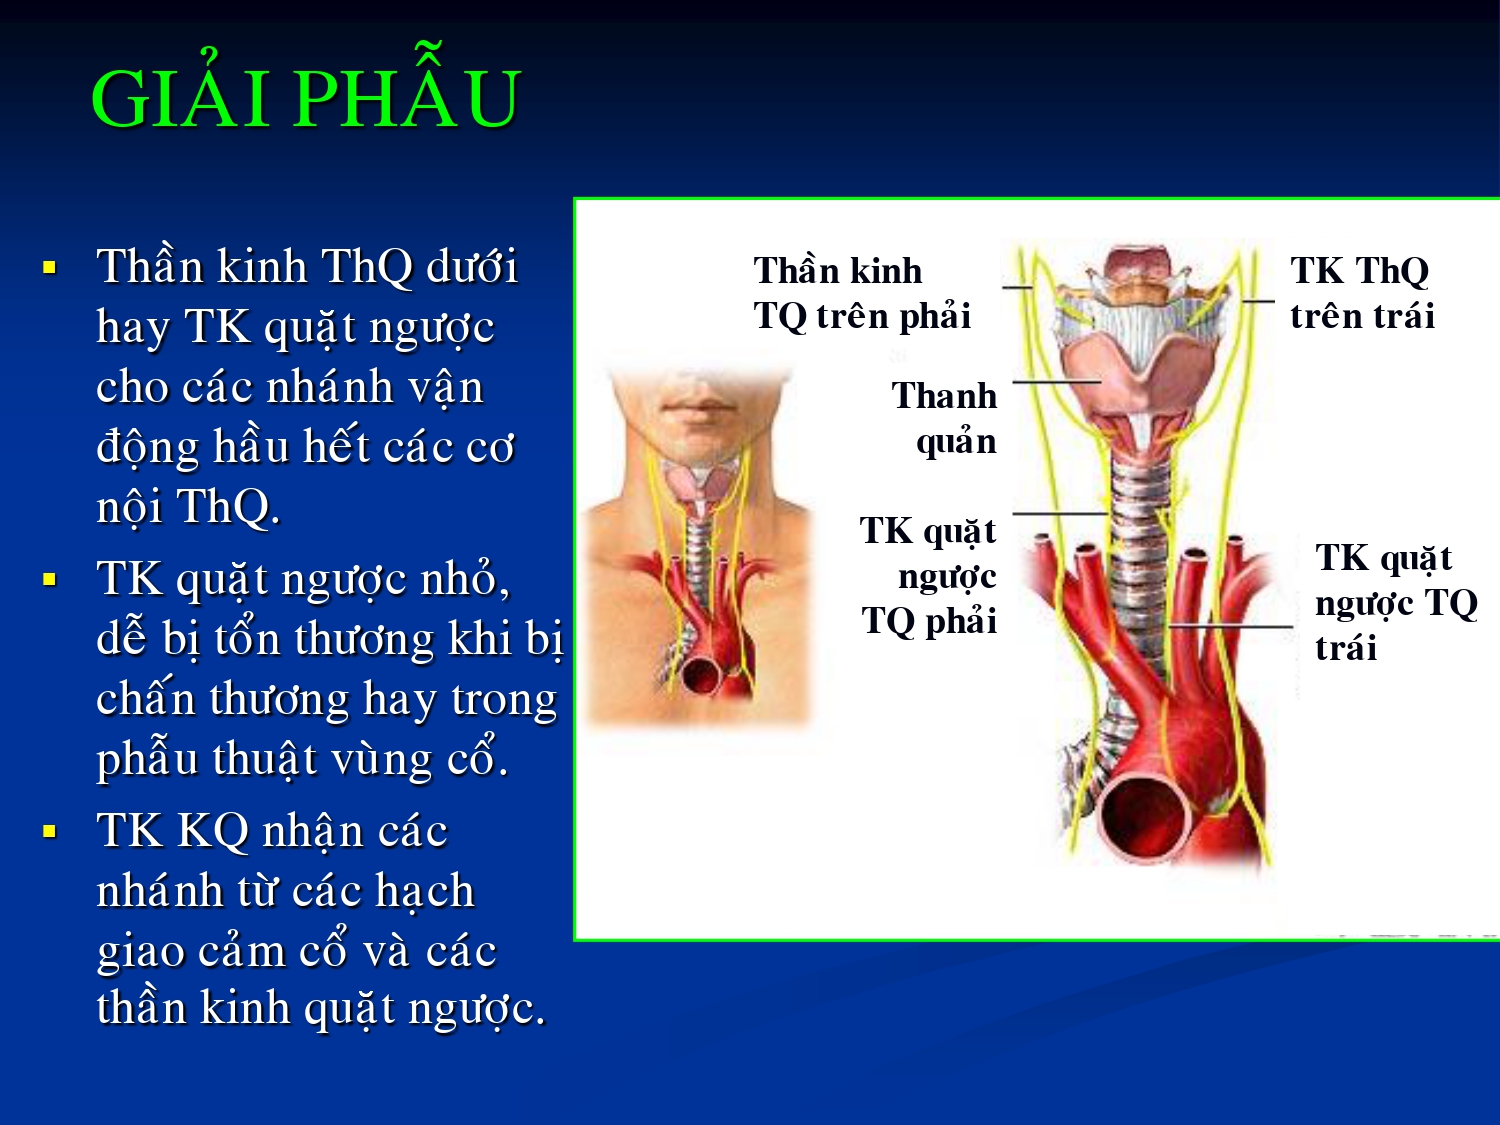 GIẢI PHẪU
▪ Thần kinh ThQ dưới
hay TK quặt ngược
cho các nhánh vận
động hầu hết các cơ
nội ThQ.
▪ TK quặt ngược nhỏ,
dễ bị tổn thương khi bị
chấn thương hay trong
phẫu thuật vùng cổ.
▪ TK KQ nhận các
nhánh từ các hạch
giao cảm cổ và các
thần kinh quặt ngược.
Thần kinh
TQ trên phải
TK ThQ
trên trái
Thanh
quản
TK quặt
ngược
TQ phải
TK quặt
ngược TQ
trái